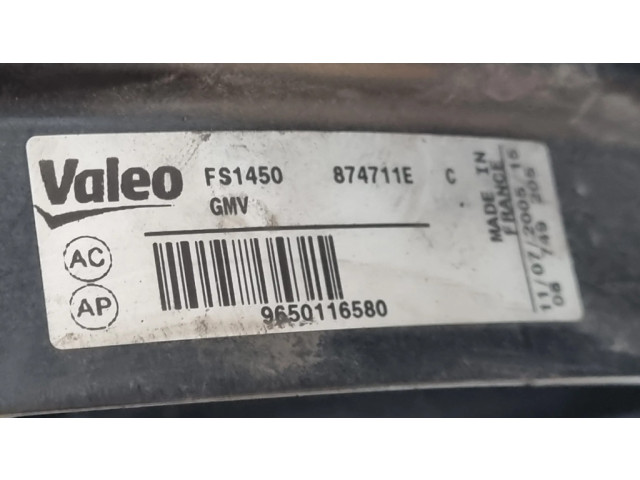 Valeo FS1450 874711E C
GMV
AC
AP
9650116580
MADE IN
FRANCE
11/07/2005/15
08 /49 205